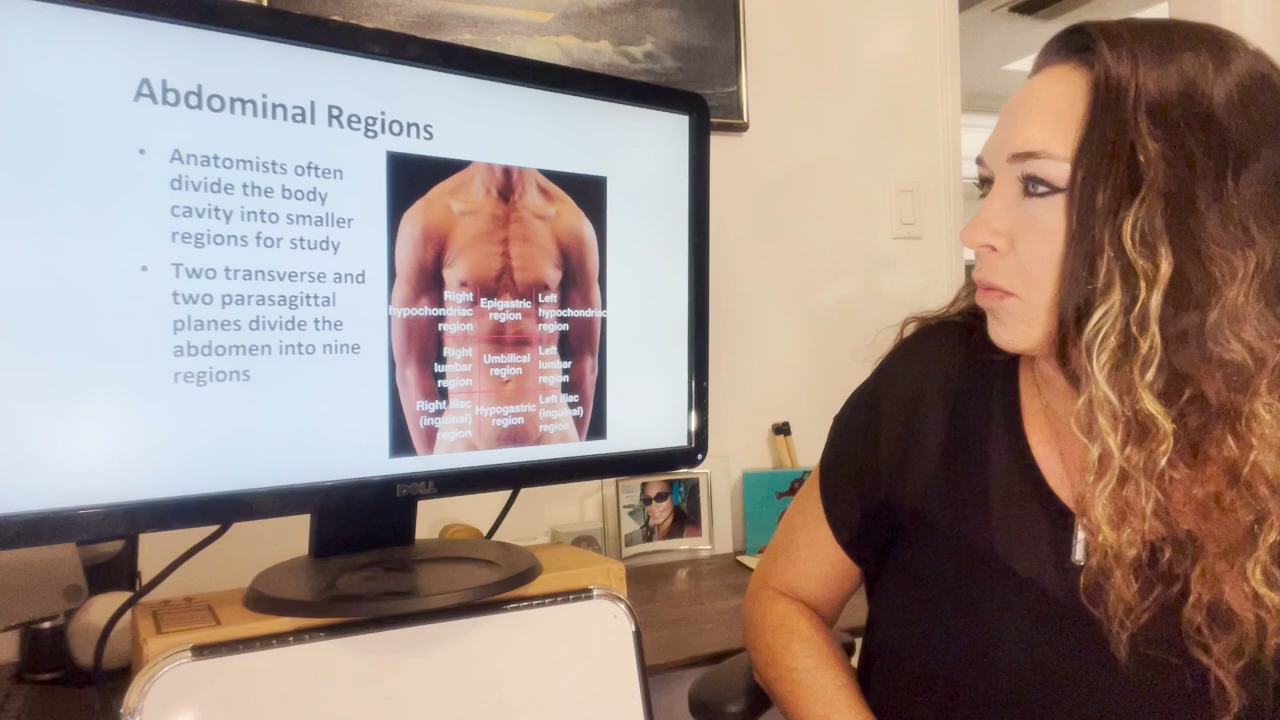 Abdominal Regions
• Anatomists often
divide the body
cavity into smaller
regions for study
• Two transverse and
two parasagittal
planes divide the
abdomen into nine
regions
Right
hypochondriac
region
Epigastric
region
Left
hypochondriac
region
Right
lumbar
region
Umbilical
region
Left
lumbar
region
Right iliac
(inguinal)
region
Hypogastric
region
Left iliac
(inguinal)
region
DELL